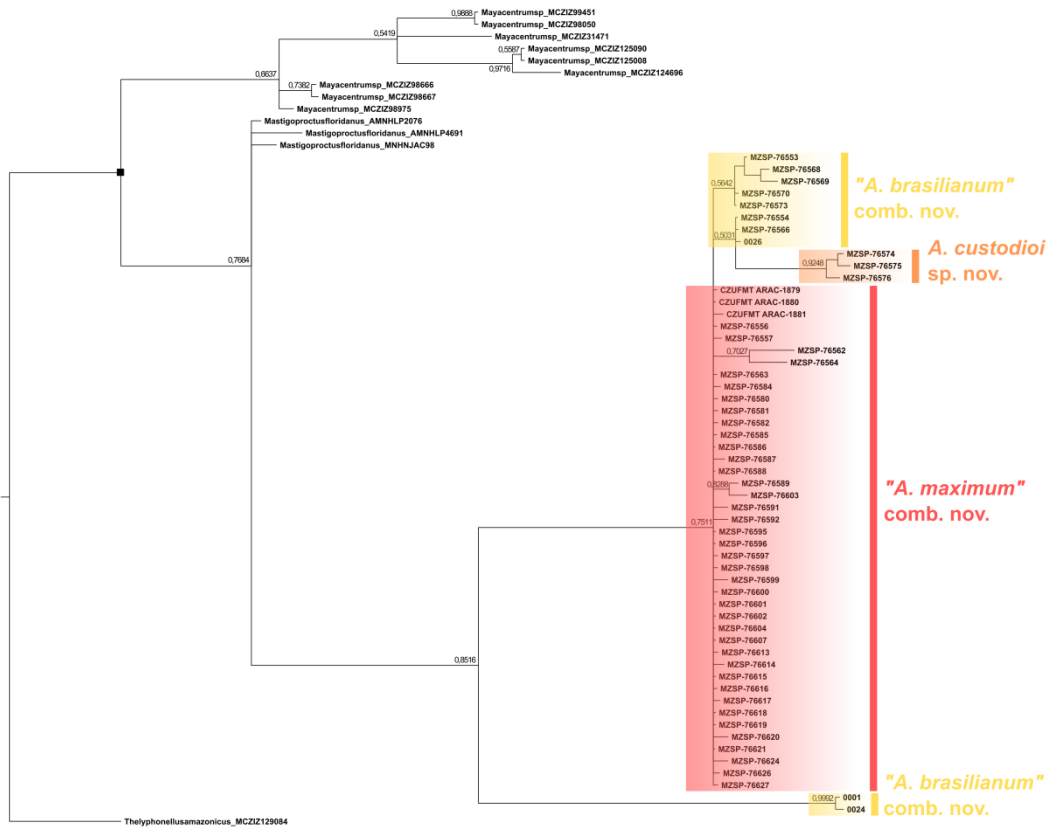 0,9888
Mayacentrumsp_MCZIZ99451
Mayacentrumsp_MCZIZ98050
0,5419
Mayacentrumsp_MCZIZ31471
0,5587
Mayacentrumsp_MCZIZ125090
Mayacentrumsp_MCZIZ125008
0,9716
Mayacentrumsp_MCZIZ124696
0,6637
0,7382
Mayacentrumsp_MCZIZ98666
Mayacentrumsp_MCZIZ98667
Mayacentrumsp_MCZIZ98975
Mastigoproctusfloridanus_AMNHLP2076
Mastigoproctusfloridanus_AMNHLP4691
Mastigoproctusfloridanus_MNHNJAC98
0,7684
MZSP-76553
MZSP-76568
MZSP-76569
0,5642
MZSP-76570
MZSP-76573
MZSP-76554
MZSP-76566
0,5031
0026
"A. brasilianum"
comb. nov.
MZSP-76574
0,9248
MZSP-76575
MZSP-76576
A. custodioi
sp. nov.
CZUFMT ARAC-1879
CZUFMT ARAC-1880
CZUFMT ARAC-1881
MZSP-76556
MZSP-76557
0,7027
MZSP-76562
MZSP-76564
MZSP-76563
MZSP-76584
MZSP-76580
MZSP-76581
MZSP-76582
MZSP-76585
MZSP-76586
MZSP-76587
MZSP-76588
0,8288
MZSP-76589
MZSP-76603
MZSP-76591
MZSP-76592
0,7511
MZSP-76595
MZSP-76596
MZSP-76597
MZSP-76598
MZSP-76599
MZSP-76600
MZSP-76601
MZSP-76602
MZSP-76604
MZSP-76607
MZSP-76613
MZSP-76614
MZSP-76615
MZSP-76616
MZSP-76617
MZSP-76618
MZSP-76619
MZSP-76620
MZSP-76621
MZSP-76624
MZSP-76626
MZSP-76627
"A. maximum"
comb. nov.
0,8516
0,9992
0001
0024
"A. brasilianum"
comb. nov.
Thelyphonellusamazonicus_MCZIZ129084